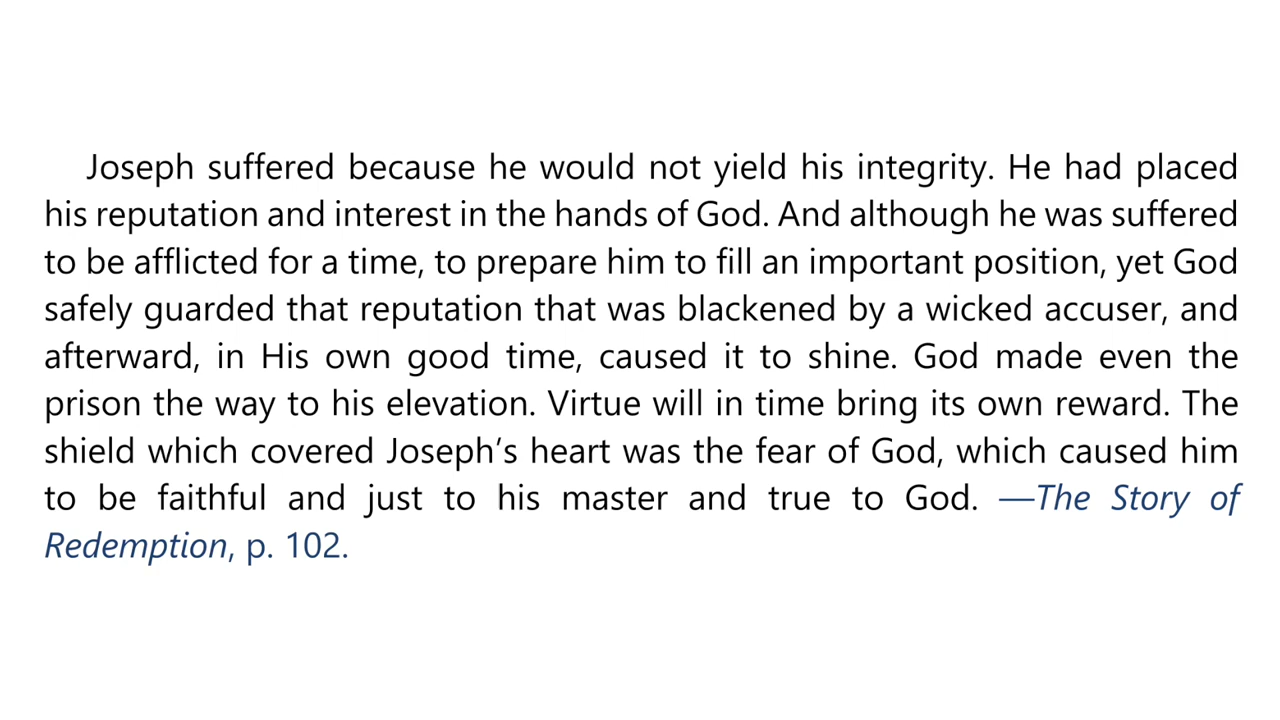 Joseph suffered because he would not yield his integrity. He had placed
his reputation and interest in the hands of God. And although he was suffered
to be afflicted for a time, to prepare him to fill an important position, yet God
safely guarded that reputation that was blackened by a wicked accuser, and
afterward, in His own good time, caused it to shine. God made even the
prison the way to his elevation. Virtue will in time bring its own reward. The
shield which covered Joseph’s heart was the fear of God, which caused him
to be faithful and just to his master and true to God. —The Story of
Redemption, p. 102.